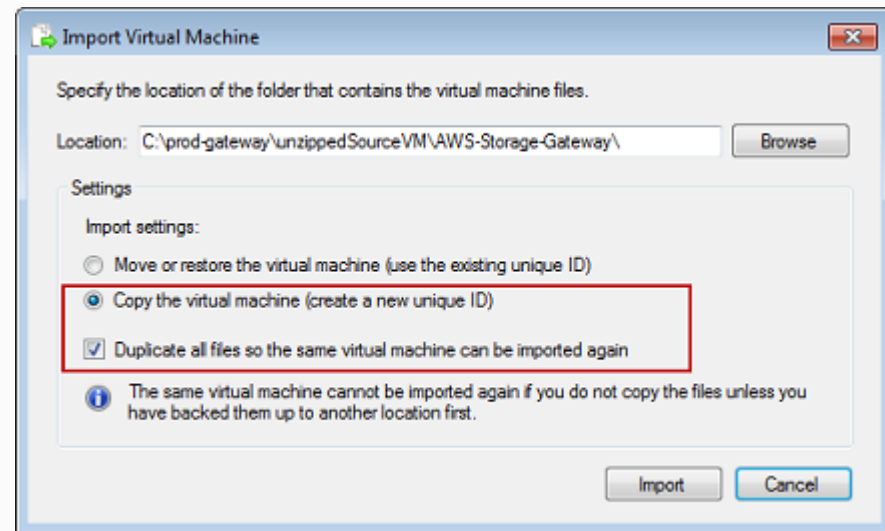 Import Virtual Machine
Specify the location of the folder that contains the virtual machine files.
Location: C:\prod-gateway\unzippedSourceVM\AWS-Storage-Gateway\ Browse
Settings
Import settings:
Move or restore the virtual machine (use the existing unique ID)
Copy the virtual machine (create a new unique ID)
Duplicate all files so the same virtual machine can be imported again
The same virtual machine cannot be imported again if you do not copy the files unless you
have backed them up to another location first.
Import Cancel